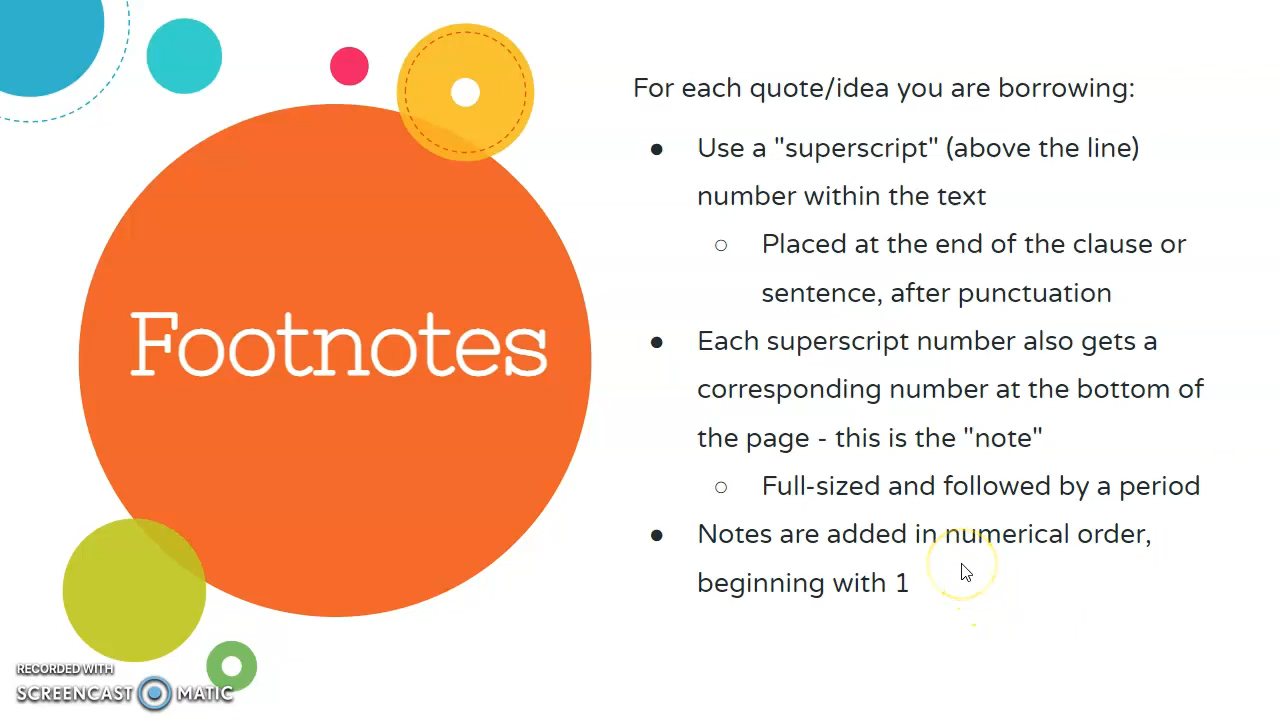 Footnotes
For each quote/idea you are borrowing:
● Use a "superscript" (above the line)
number within the text
○ Placed at the end of the clause or
sentence, after punctuation
● Each superscript number also gets a
corresponding number at the bottom of
the page - this is the "note"
○ Full-sized and followed by a period
● Notes are added in numerical order,
beginning with 1
RECORDED WITH
SCREENCAST MATIC